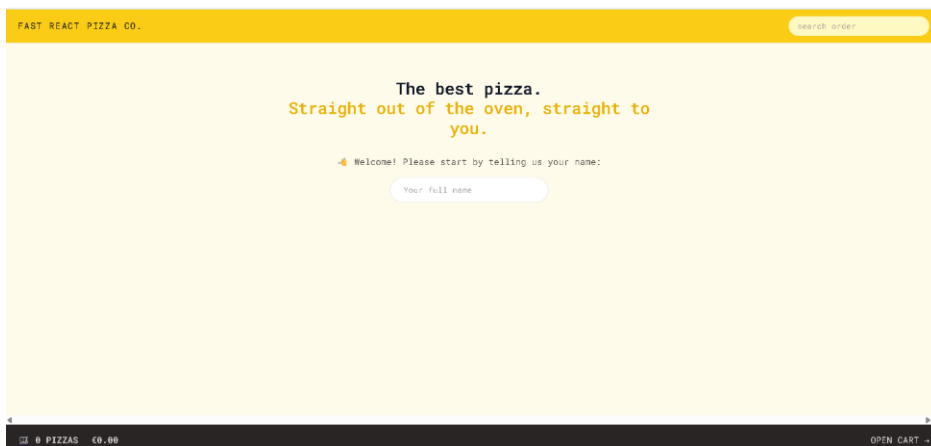 FAST REACT PIZZA CO.
search order
The best pizza.
Straight out of the oven, straight to
you.
Welcome! Please start by telling us your name:
Your full name
0 PIZZAS €0.00
OPEN CART →